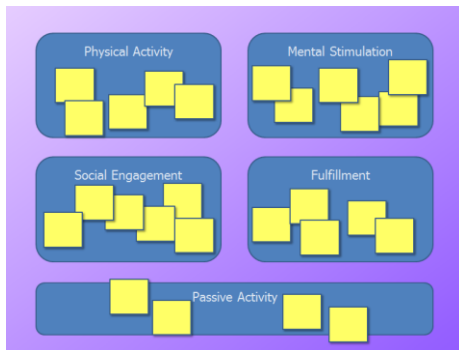 Physical Activity
Mental Stimulation
Social Engagement
Fulfillment
Passive Activity